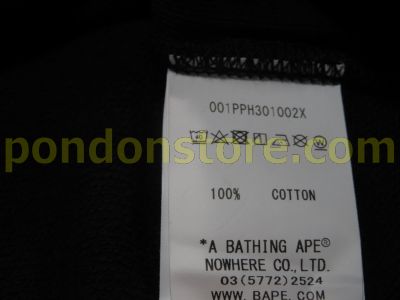 001PPH301002X
pondonstore.com
100% COTTON
*A BATHING APE®
NOWHERE CO.,LTD.
03(5772)2524
WWW.BAPE.COM